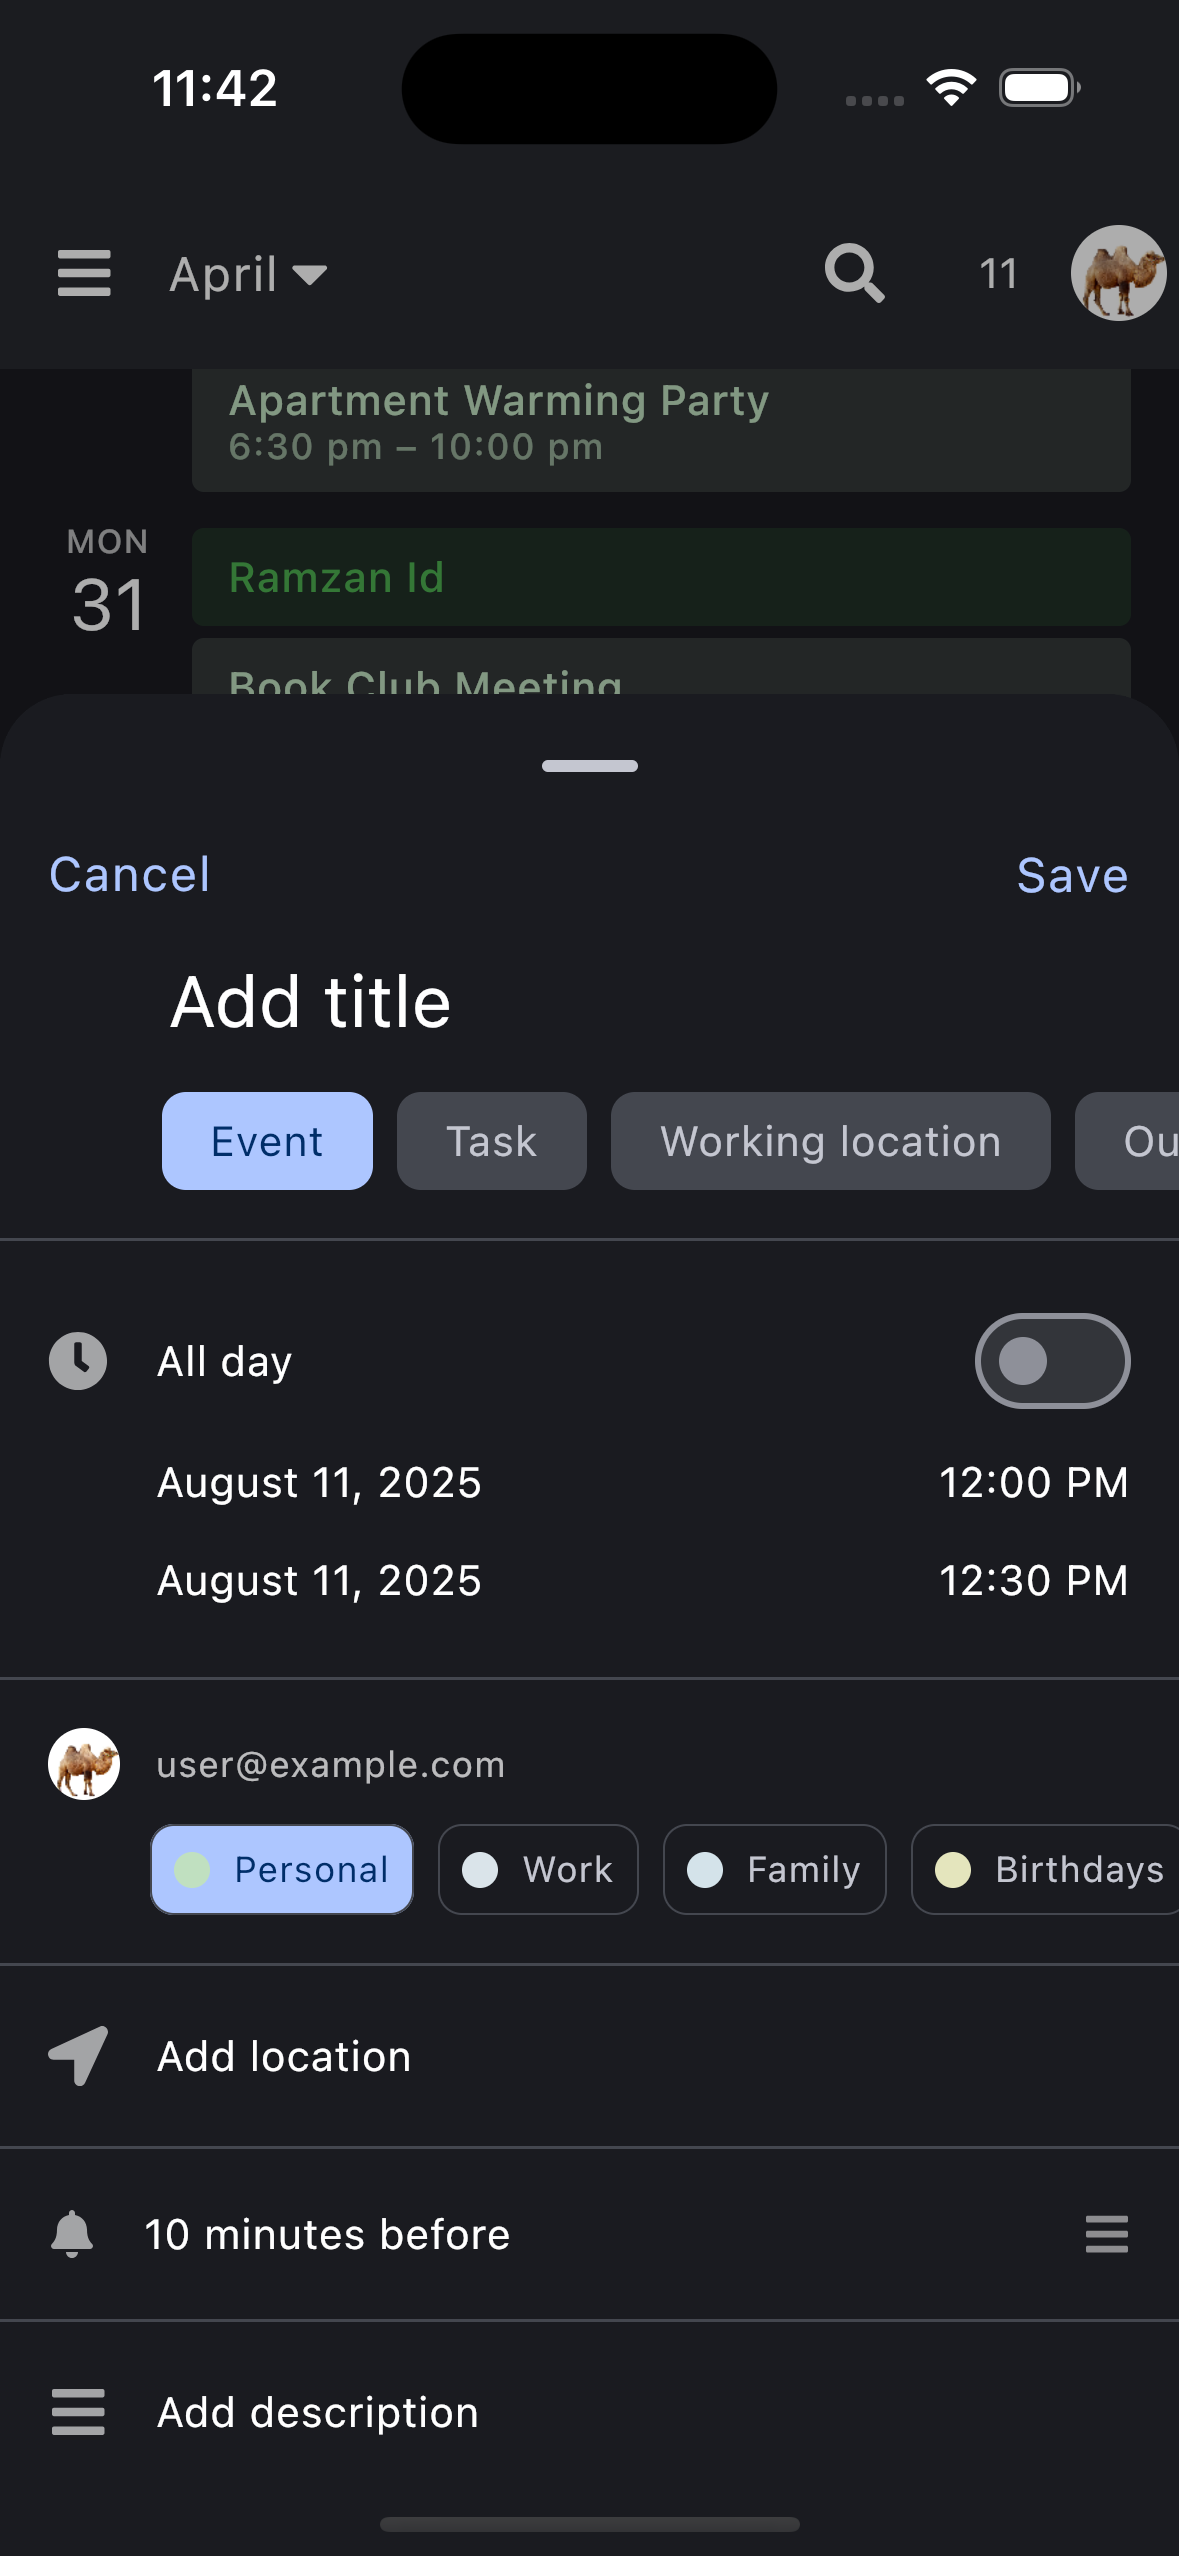 11:42
April
11
Apartment Warming Party
6:30 pm – 10:00 pm
MON
31
Ramzan Id
Book Club Meeting
Cancel
Save
Add title
Event
Task
Working location
Ou
All day
August 11, 2025
12:00 PM
August 11, 2025
12:30 PM
user@example.com
Personal
Work
Family
Birthdays
Add location
10 minutes before
Add description